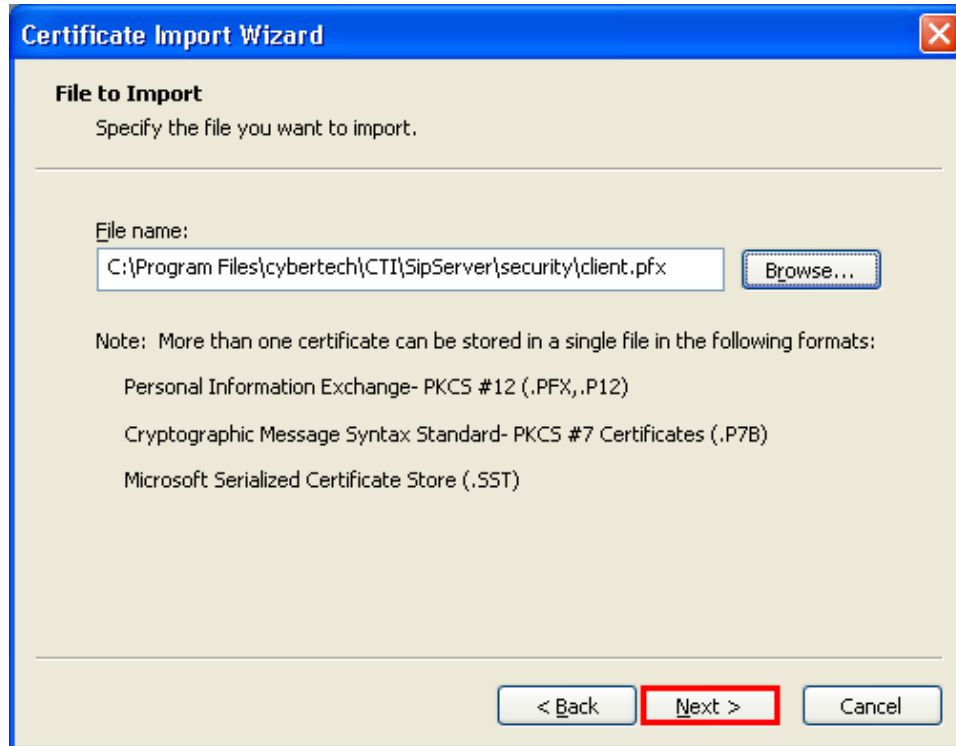 Certificate Import Wizard
File to Import
Specify the file you want to import.
File name:
C:\Program Files\cybertech\CTI\SipServer\security\client.pfx
Browse...
Note:  More than one certificate can be stored in a single file in the following formats:
Personal Information Exchange- PKCS #12 (.PFX,.P12)
Cryptographic Message Syntax Standard- PKCS #7 Certificates (.P7B)
Microsoft Serialized Certificate Store (.SST)
< Back
Next >
Cancel